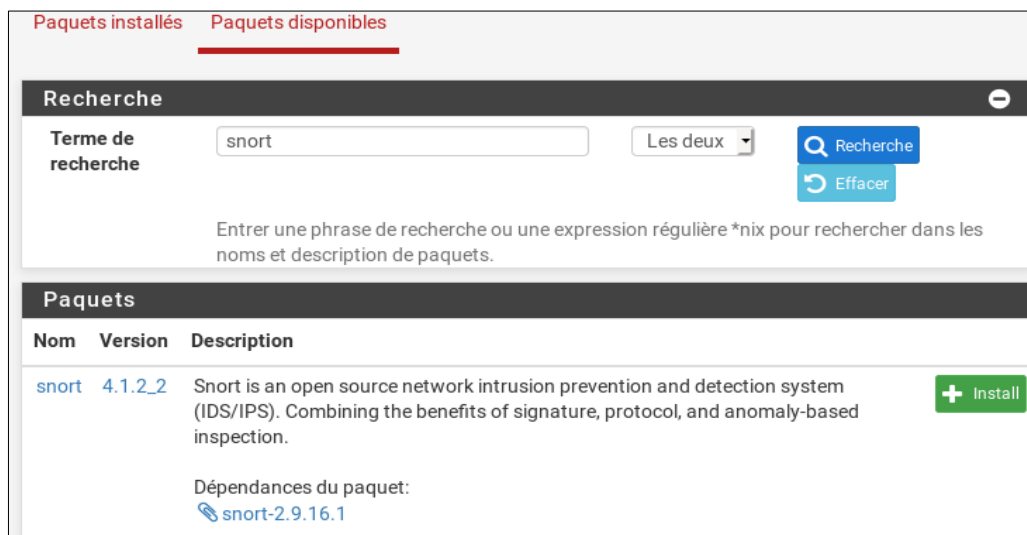 Paquets installés Paquets disponibles
Recherche
Terme de recherche
snort
Les deux
Recherche
Effacer
Entrer une phrase de recherche ou une expression régulière *nix pour rechercher dans les
noms et description de paquets.
Paquets
Nom Version Description
snort 4.1.2_2 Snort is an open source network intrusion prevention and detection system
(IDS/IPS). Combining the benefits of signature, protocol, and anomaly-based
inspection.
Install
Dépendances du paquet:
snort-2.9.16.1